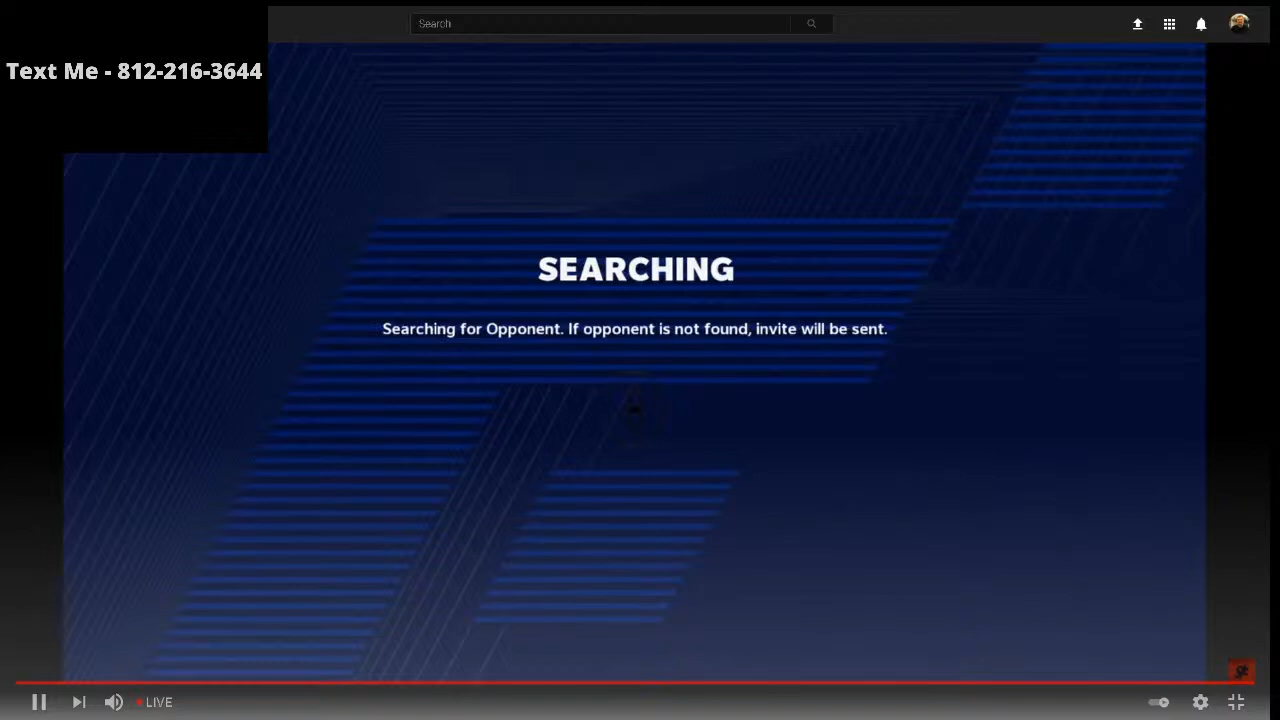 Search
Text Me - 812-216-3644
SEARCHING
Searching for Opponent. If opponent is not found, invite will be sent.
LIVE